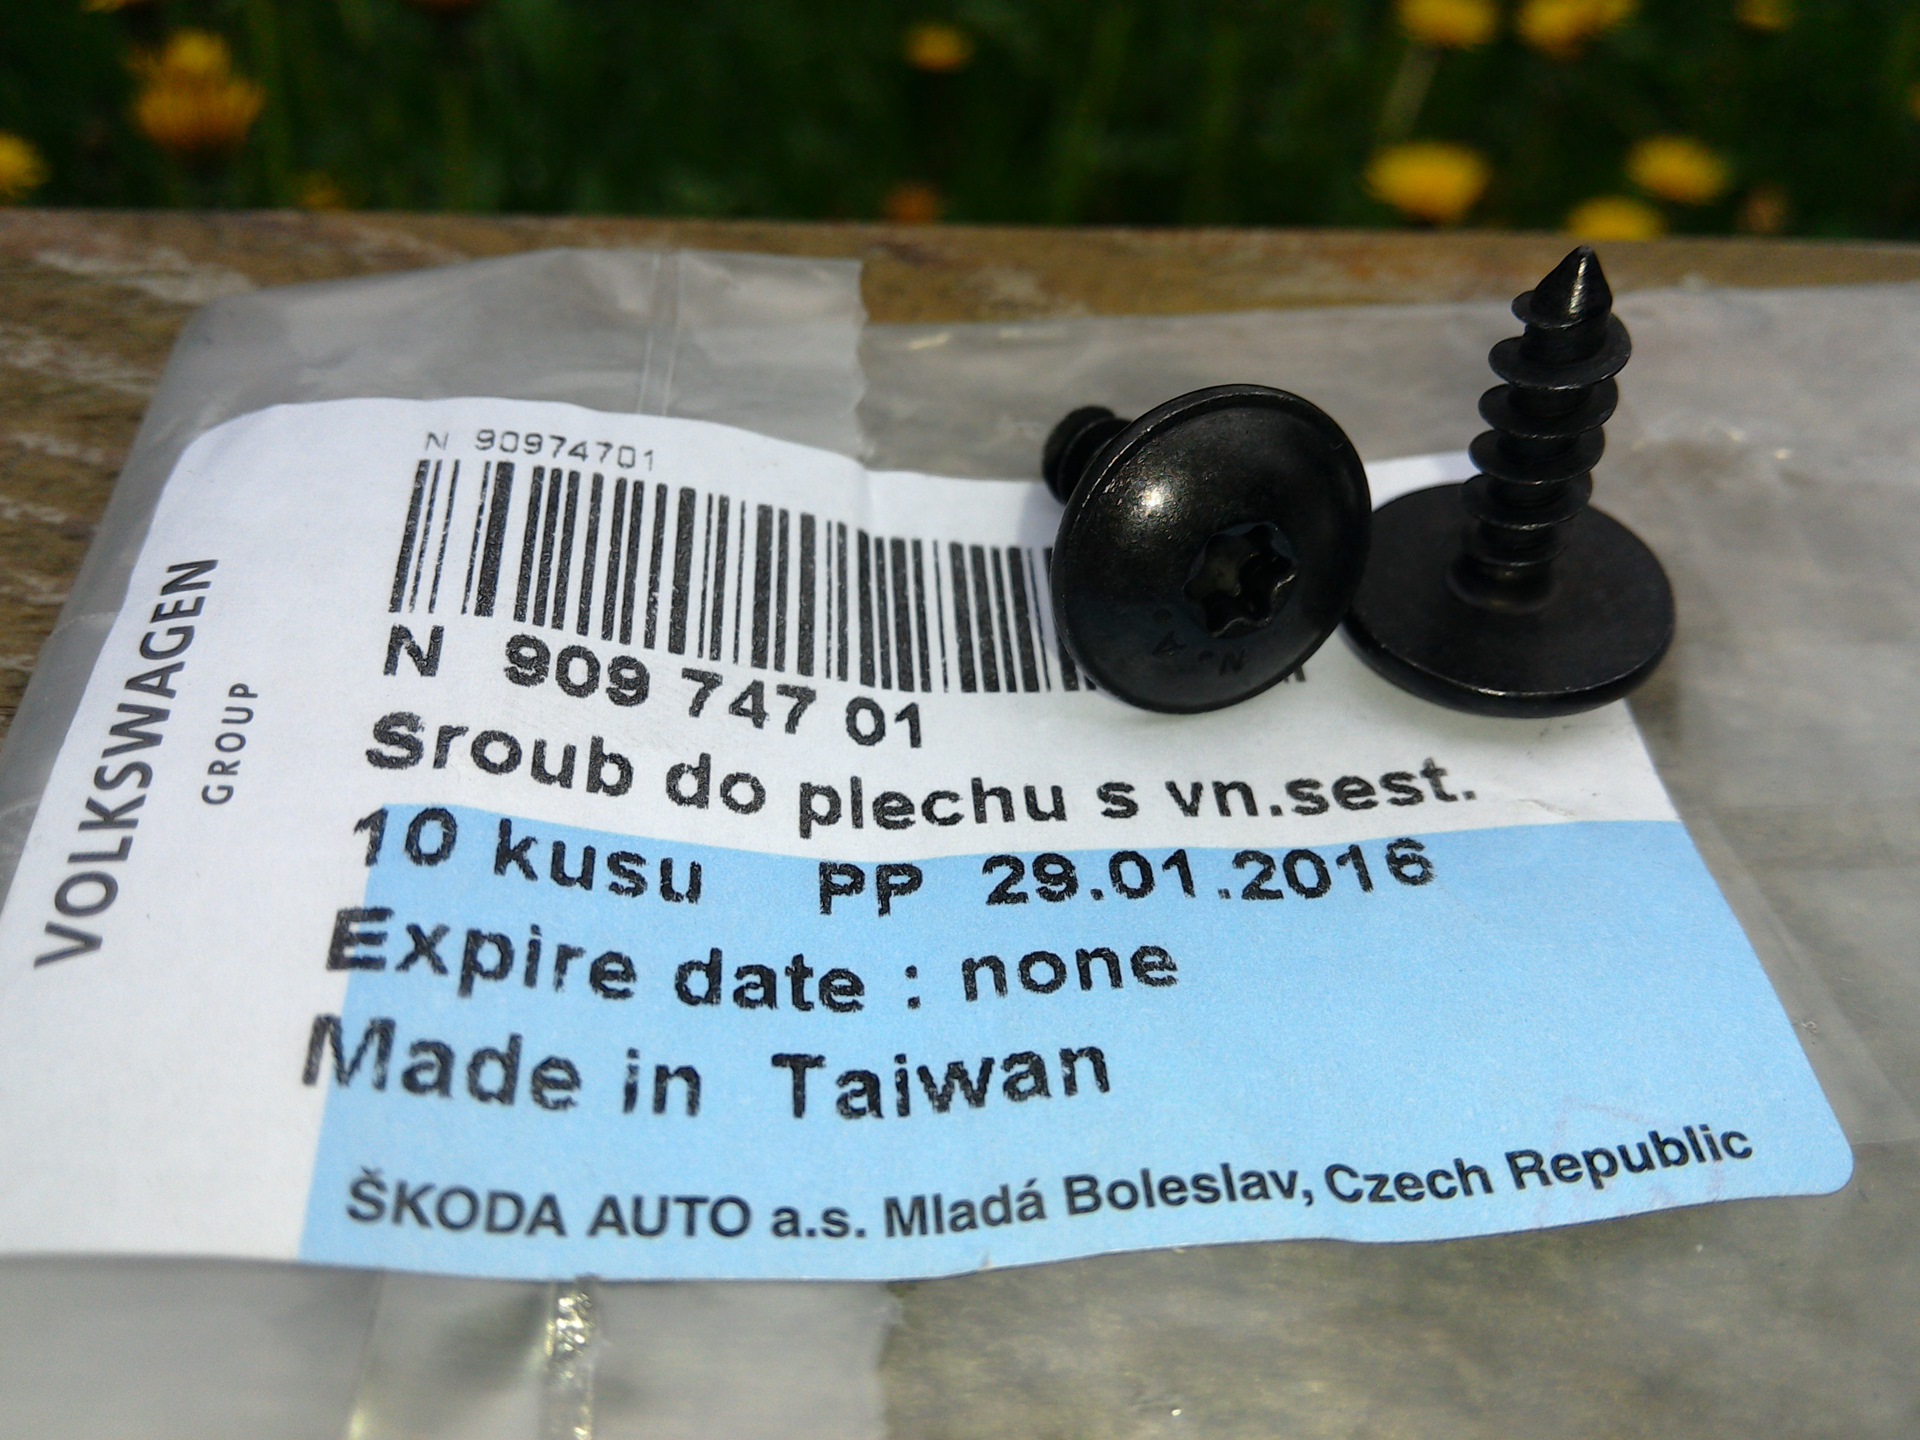 N 90974701
N 909 747 01
Sroub do plechu s vn.sest.
10 kusu PP 29.01.2016
Expire date : none
Made in Taiwan
ŠKODA AUTO a.s. Mladá Boleslav, Czech Republic
VOLKSWAGEN
GROUP